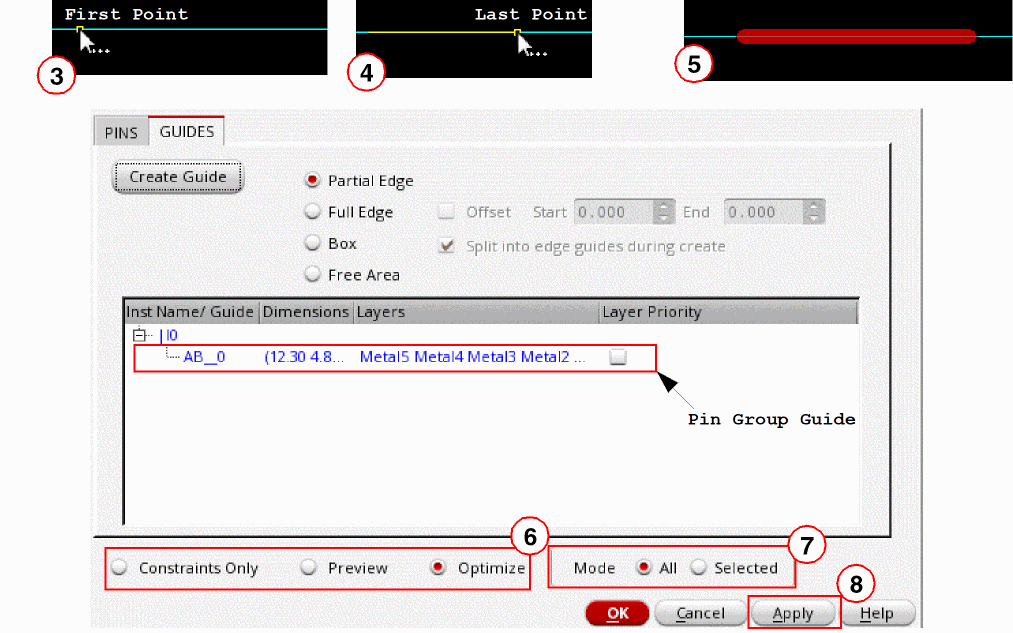 First Point
Last Point
...
...
3
4
5
PINS GUIDES
Create Guide
Partial Edge
Full Edge Offset Start 0.000 End 0.000
Box Split into edge guides during create
Free Area
Inst Name/ Guide Dimensions Layers Layer Priority
I0
AB__0 (12.30 4.8... Metal5 Metal4 Metal3 Metal2 ...
Pin Group Guide
6
7
Constraints Only Preview Optimize Mode All Selected
8
OK Cancel Apply Help